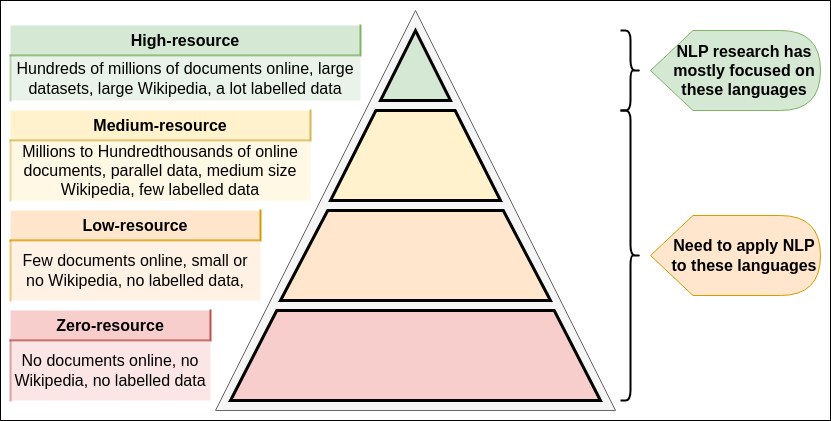 High-resource
Hundreds of millions of documents online, large
datasets, large Wikipedia, a lot labelled data
NLP research has
mostly focused on
these languages
Medium-resource
Millions to Hundredthousands of online
documents, parallel data, medium size
Wikipedia, few labelled data
Low-resource
Few documents online, small or
no Wikipedia, no labelled data,
Need to apply NLP
to these languages
Zero-resource
No documents online, no
Wikipedia, no labelled data